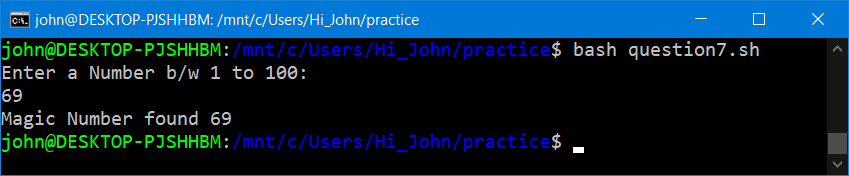 john@DESKTOP-PJSHHBM: /mnt/c/Users/Hi_John/practice
john@DESKTOP-PJSHHBM:/mnt/c/Users/Hi_John/practice$ bash question7.sh
Enter a Number b/w 1 to 100:
69
Magic Number found 69
john@DESKTOP-PJSHHBM:/mnt/c/Users/Hi_John/practice$